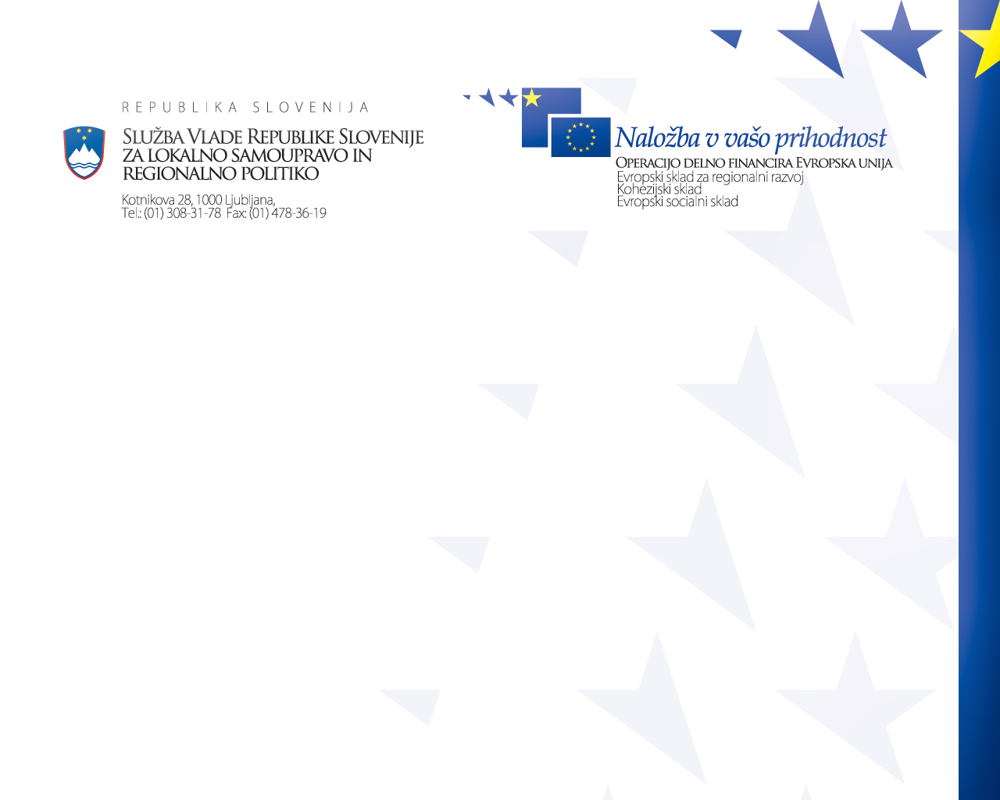 REPUBLIKA SLOVENIJA
SLUŽBA VLADE REPUBLIKE SLOVENIJE
ZA LOKALNO SAMOUPRAVO IN
REGIONALNO POLITIKO
Kotnikova 28, 1000 Ljubljana,
Tel.: (01) 308-31-78 Fax: (01) 478-36-19
Naložba v vašo prihodnost
OPERACIJO DELNO FINANCIRA EVROPSKA UNIJA
Evropski sklad za regionalni razvoj
Kohezijski sklad
Evropski socialni sklad